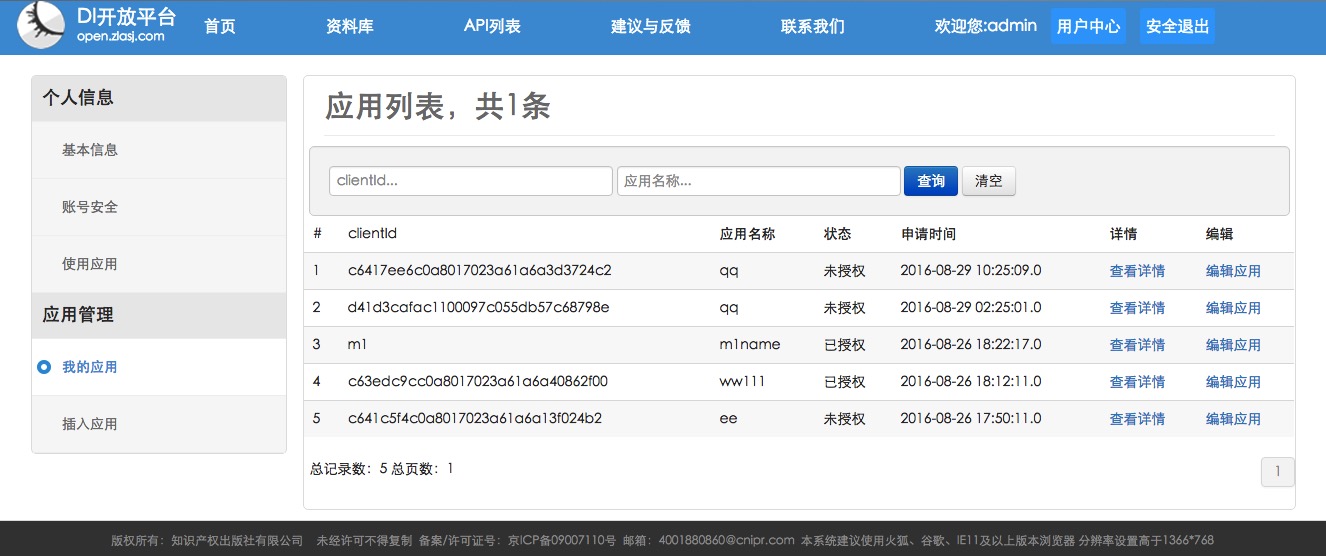 DI开放平台
open.zlasj.com
首页 资料库 API列表 建议与反馈 联系我们 欢迎您:admin 用户中心 安全退出
个人信息
基本信息
账号安全
使用应用
应用管理
我的应用
插入应用
应用列表，共1条
clientId... 应用名称... 查询 清空
# clientId 应用名称 状态 申请时间 详情 编辑
1 c6417ee6c0a8017023a61a6a3d3724c2 qq 未授权 2016-08-29 10:25:09.0 查看详情 编辑应用
2 d41d3cafac1100097c055db57c68798e qq 未授权 2016-08-29 02:25:01.0 查看详情 编辑应用
3 m1 m1name 已授权 2016-08-26 18:22:17.0 查看详情 编辑应用
4 c63edc9cc0a8017023a61a6a40862f00 ww111 已授权 2016-08-26 18:12:11.0 查看详情 编辑应用
5 c641c5f4c0a8017023a61a6a13f024b2 ee 未授权 2016-08-26 17:50:11.0 查看详情 编辑应用
总记录数：5 总页数：1 1
版权所有：知识产权出版社有限公司 未经许可不得复制 备案/许可证号：京ICP备09007110号 邮箱：4001880860@cnipr.com 本系统建议使用火狐、谷歌、IE11及以上版本浏览器 分辨率设置高于1366*768